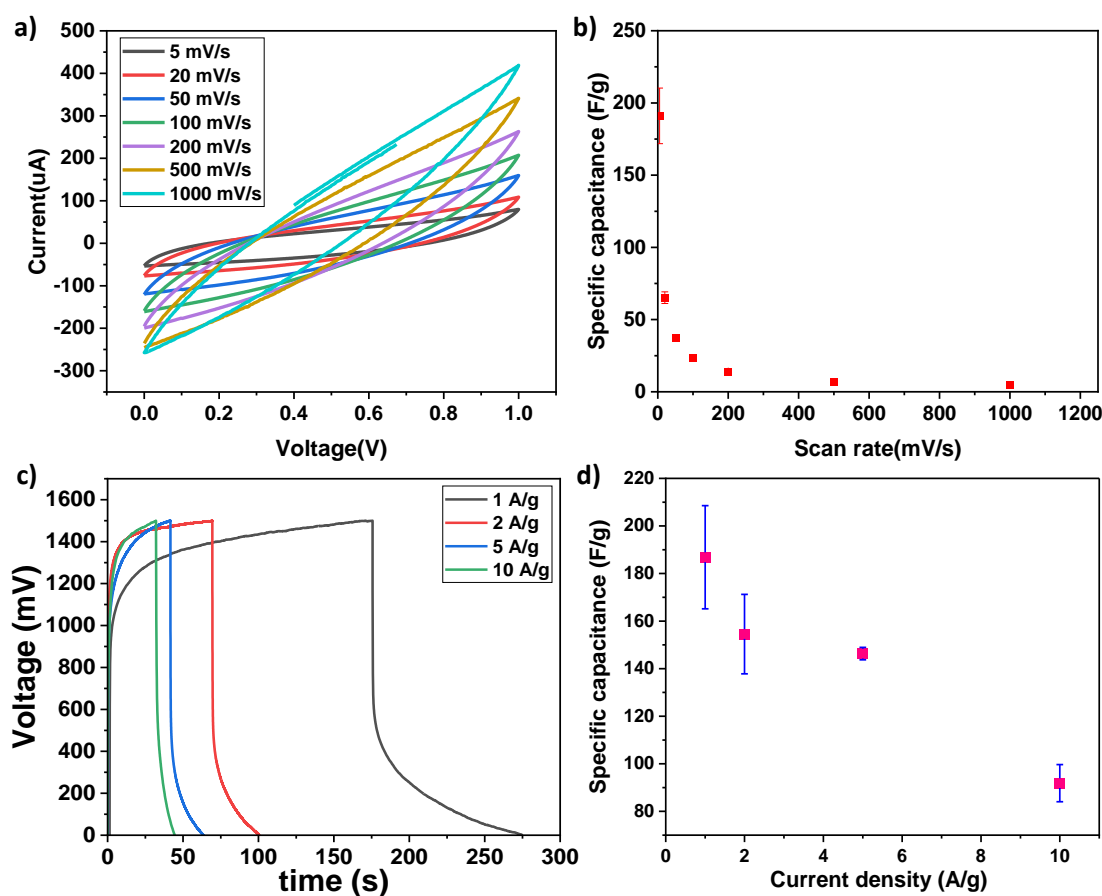 a)
500
400
300
200
100
0
-100
-200
-300
Current(uA)
5 mV/s
20 mV/s
50 mV/s
100 mV/s
200 mV/s
500 mV/s
1000 mV/s
0.0 0.2 0.4 0.6 0.8 1.0
Voltage(V)
b)
250
200
150
100
50
0
Specific capacitance (F/g)
0 200 400 600 800 1000 1200
Scan rate(mV/s)
c)
1600
1400
1200
1000
800
600
400
200
0
Voltage (mV)
1 A/g
2 A/g
5 A/g
10 A/g
0 50 100 150 200 250 300
time (s)
d)
220
200
180
160
140
120
100
80
Specific capacitance (F/g)
0 2 4 6 8 10
Current density (A/g)